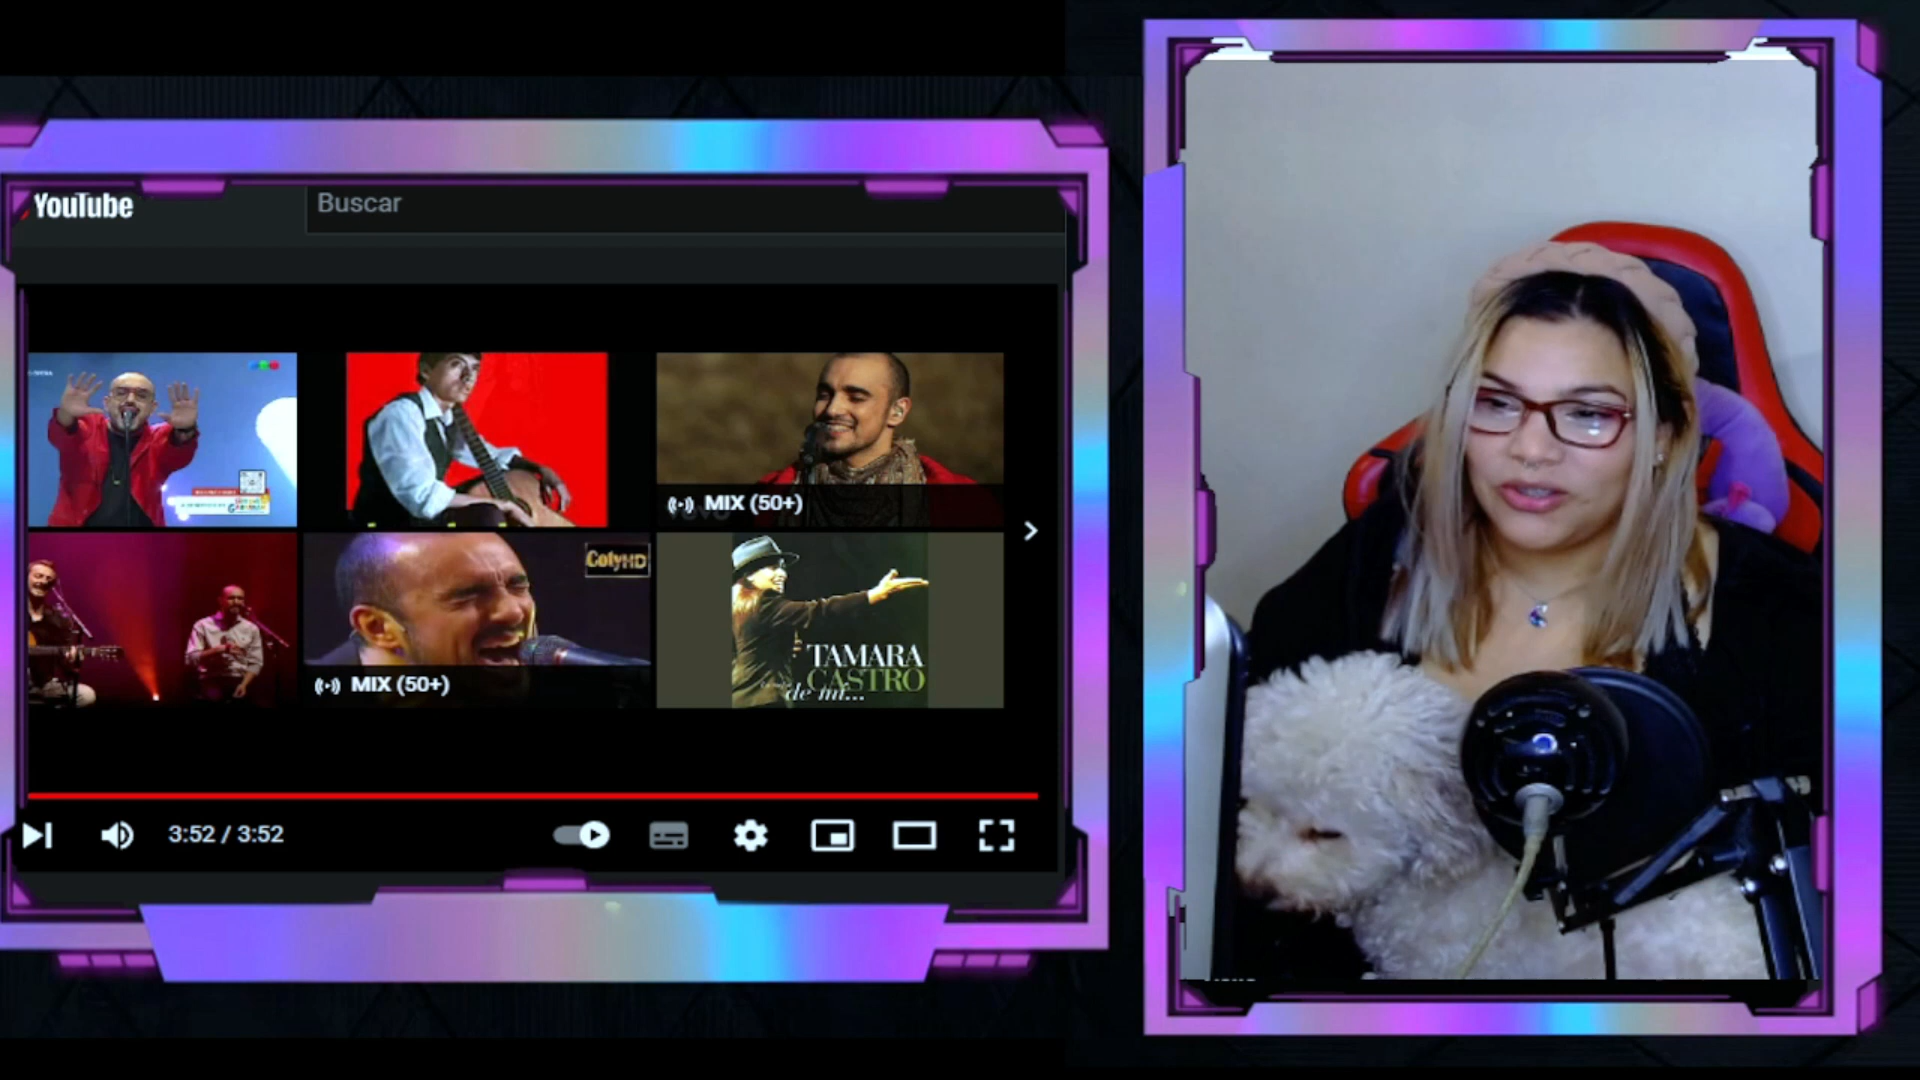 YouTube
Buscar
MIX (50+)
CotyHD
MIX (50+)
TAMARA
CASTRO
de mí...
3:52 / 3:52